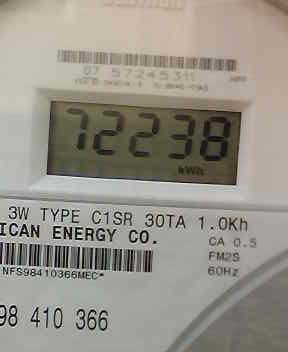 07 57245311
72238
kWh
3W TYPE C1SR 30TA 1.0Kh
ICAN ENERGY CO.
CA 0.5
FM2S
60Hz
NFS98410366MEC*
98 410 366